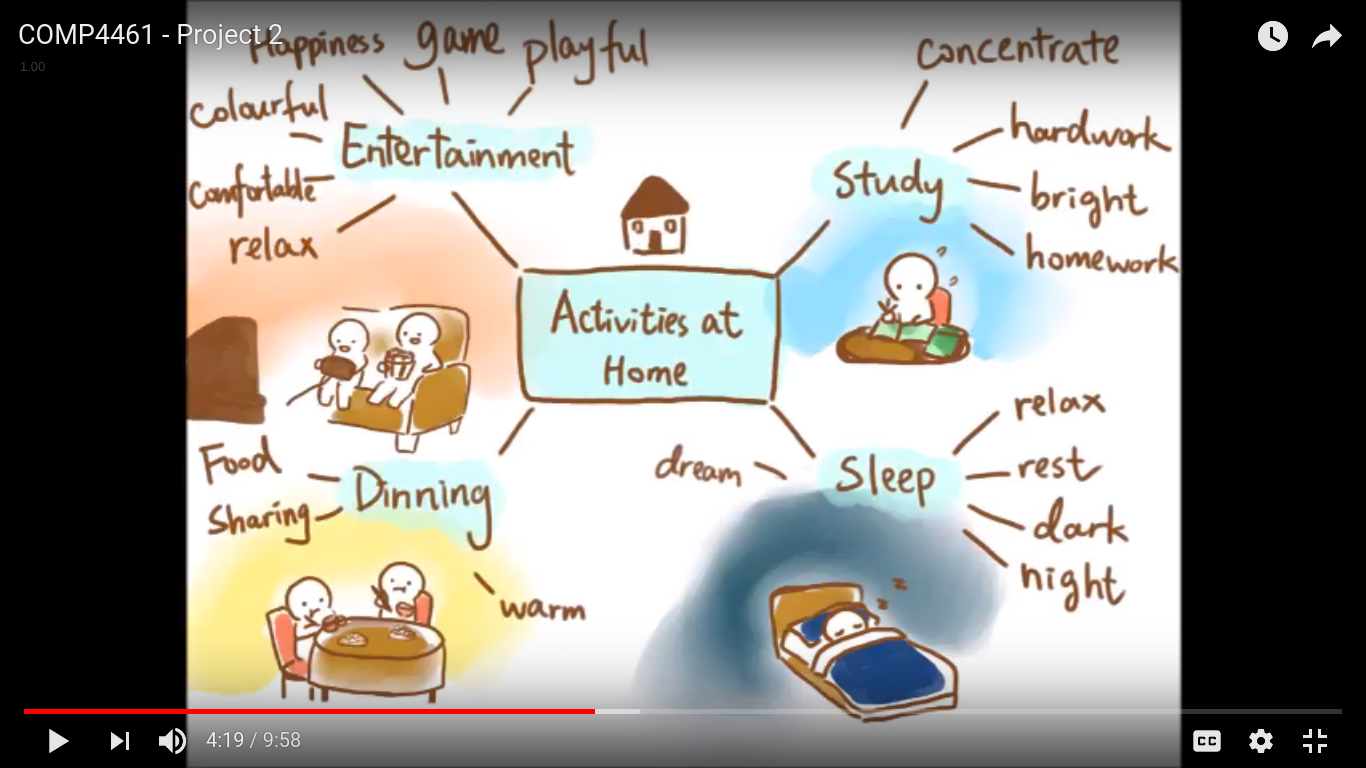 COMP4461 - Project 2
1.00
Happiness
game
playful
colourful
Comfortable
relax
Entertainment
Concentrate
hardwork
bright
homework
Study
Activities at
Home
Food
Sharing
Dinning
warm
dream
Sleep
relax
rest
dark
night
z
z
4:19 / 9:58
CC